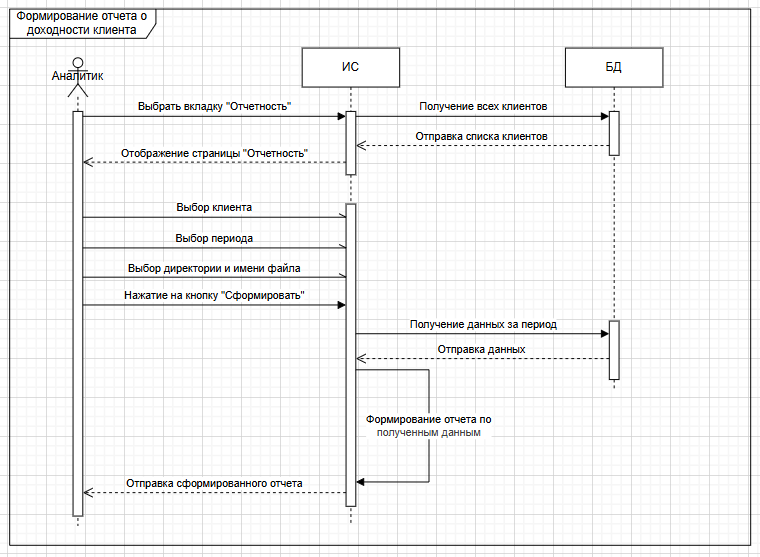 Формирование отчета о
доходности клиента
Аналитик
ИС
БД
Выбрать вкладку "Отчетность"
Получение всех клиентов
Отправка списка клиентов
Отображение страницы "Отчетность"
Выбор клиента
Выбор периода
Выбор директории и имени файла
Нажатие на кнопку "Сформировать"
Получение данных за период
Отправка данных
Формирование отчета по
полученным данным
Отправка сформированного отчета